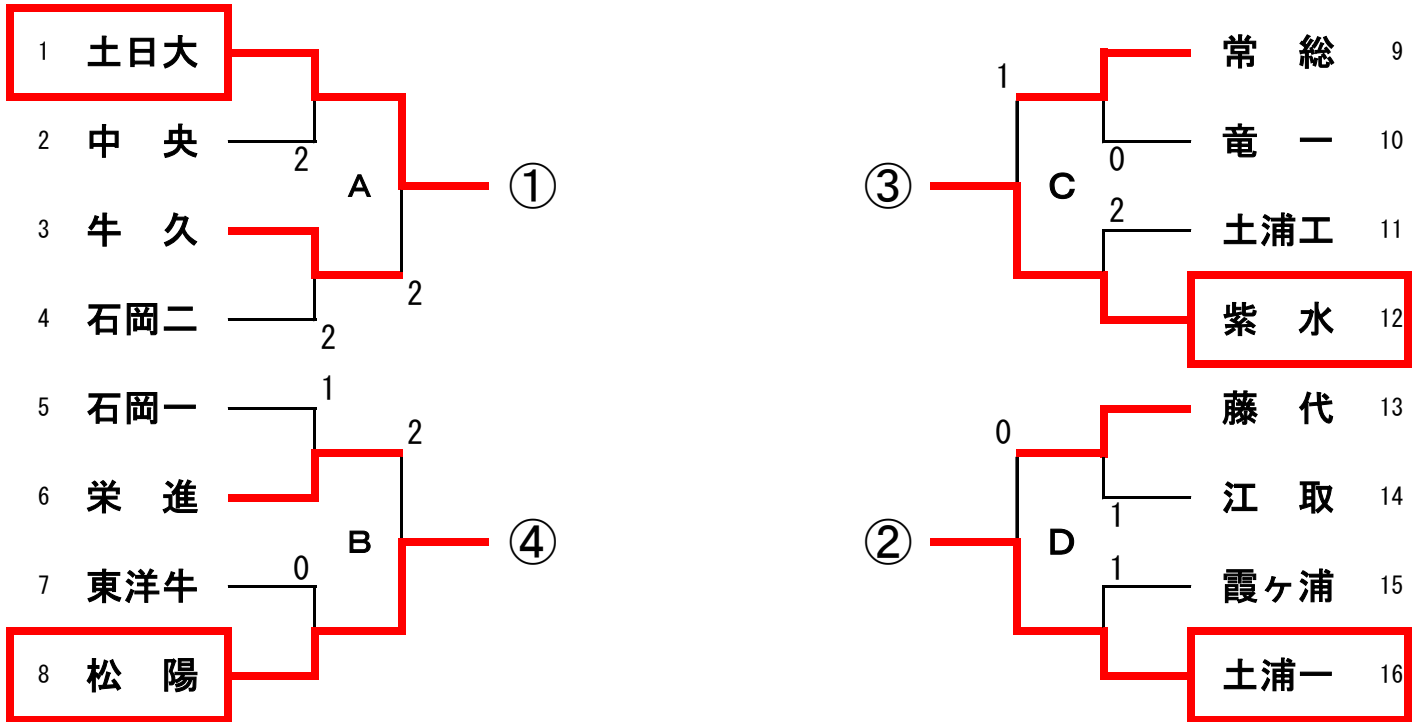 1 土日大
2 中 央
2
A
①
3 牛 久
4 石岡二
2
2
5 石岡一
1
2
6 栄 進
B
④
7 東洋牛
0
8 松 陽
常 総 9
1
竜 一 10
0
③
C
土浦工 11
2
紫 水 12
藤 代 13
0
江 取 14
1
②
D
霞ヶ浦 15
1
土浦一 16